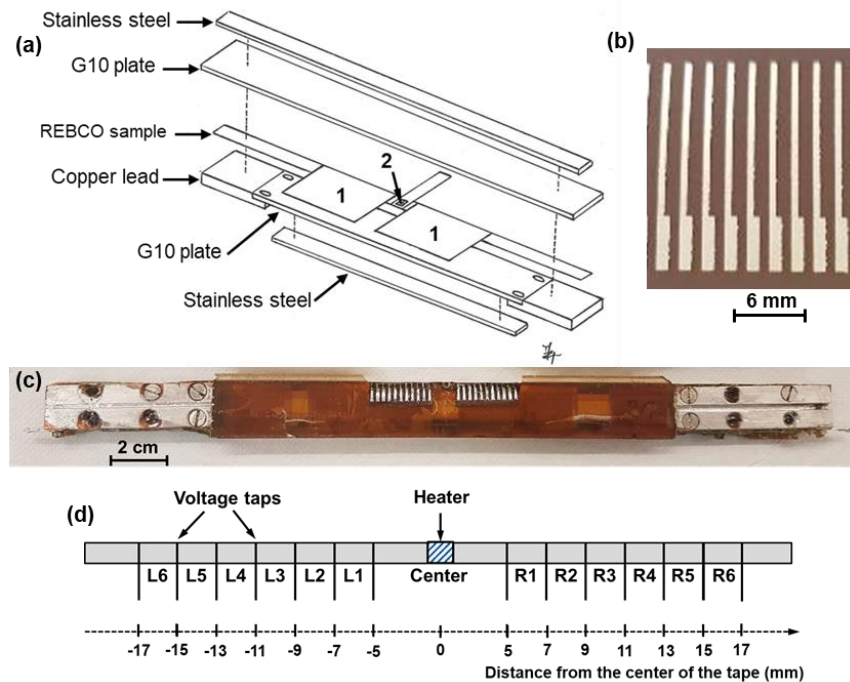 (a)
Stainless steel
G10 plate
REBCO sample
Copper lead
2
1
1
G10 plate
Stainless steel
(b)
6 mm
(c)
2 cm
(d)
Voltage taps
Heater
L6 L5 L4 L3 L2 L1 Center R1 R2 R3 R4 R5 R6
-17 -15 -13 -11 -9 -7 -5 0 5 7 9 11 13 15 17
Distance from the center of the tape (mm)